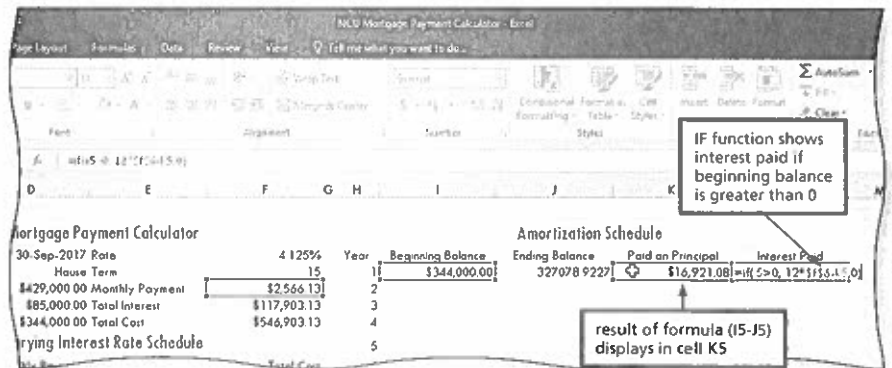 NCU Mortgage Payment Calculator - Excel
Page Layout Formulas Data Review View Tell me what you want to do...
Wrap Text
AutoSum
Merge & Center
Conditional Formatting Format as Table Cell Styles Insert Delete Format
Fill
Clear
Font Alignment Number Styles
IF function shows interest paid if beginning balance is greater than 0
D E F G H I J K M
ortgage Payment Calculator Amortization Schedule
30-Sep-2017 Rate 4.125% Year Beginning Balance Ending Balance Paid on Principal Interest Paid
House Term 15 1 $344,000.00 327078.9227 $16,921.08 =if(
$429,000.00 Monthly Payment $2,566.13 2
$85,000.00 Total Interest $117,903.13 3
$344,000.00 Total Cost $546,903.13 4
rying Interest Rate Schedule 5
Total Cost
result of formula (I5-J5) displays in cell K5